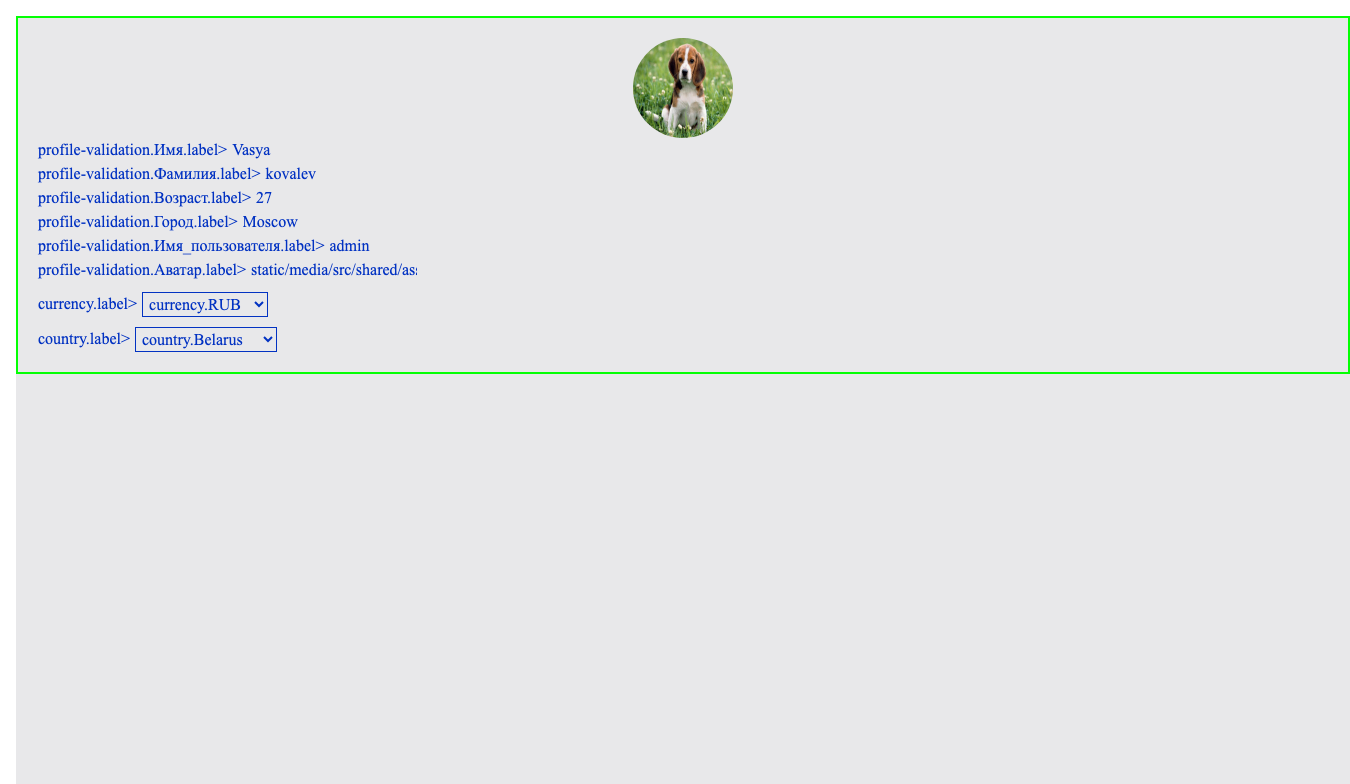 profile-validation.Имя.label> Vasya
profile-validation.Фамилия.label> kovalev
profile-validation.Возраст.label> 27
profile-validation.Город.label> Moscow
profile-validation.Имя_пользователя.label> admin
profile-validation.Аватар.label> static/media/src/shared/ass
currency.label> currency.RUB
country.label> country.Belarus